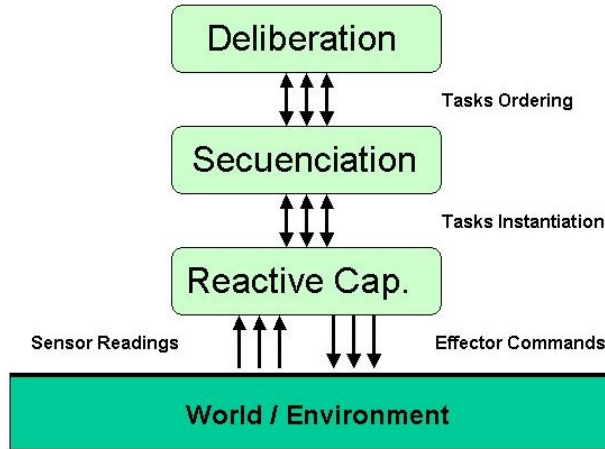 Deliberation
Tasks Ordering
Secuenciation
Tasks Instantiation
Reactive Cap.
Sensor Readings
Effector Commands
World / Environment